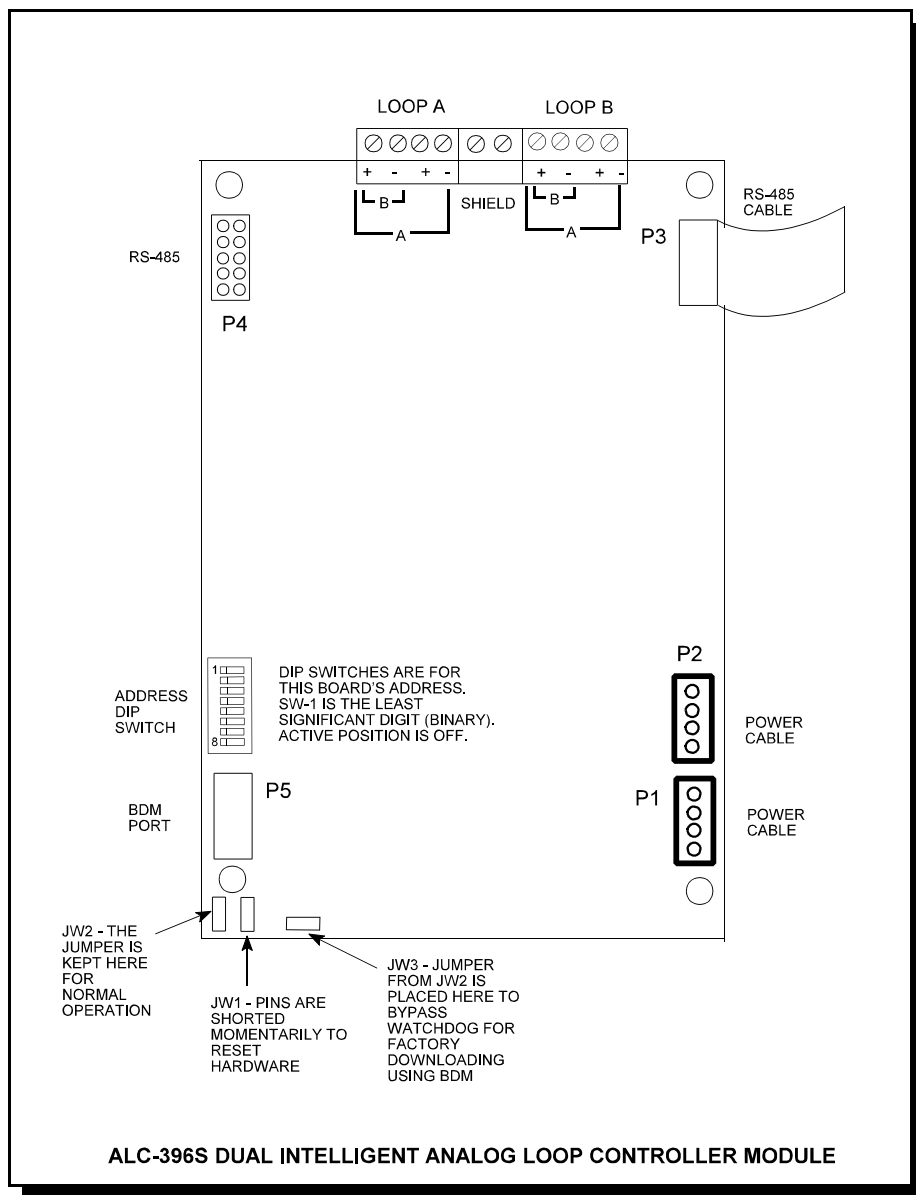 LOOP A
LOOP B
+ - + -
+ - + -
B
A
SHIELD
B
A
RS-485
CABLE
P3
RS-485
P4
P2
1
8
ADDRESS
DIP
SWITCH
DIP SWITCHES ARE FOR
THIS BOARD'S ADDRESS.
SW-1 IS THE LEAST
SIGNIFICANT DIGIT (BINARY).
ACTIVE POSITION IS OFF.
POWER
CABLE
P5
P1
BDM
PORT
POWER
CABLE
JW2 - THE
JUMPER IS
KEPT HERE
FOR
NORMAL
OPERATION
JW1 - PINS ARE
SHORTED
MOMENTARILY TO
RESET
HARDWARE
JW3 - JUMPER
FROM JW2 IS
PLACED HERE TO
BYPASS
WATCHDOG FOR
FACTORY
DOWNLOADING
USING BDM
ALC-396S DUAL INTELLIGENT ANALOG LOOP CONTROLLER MODULE